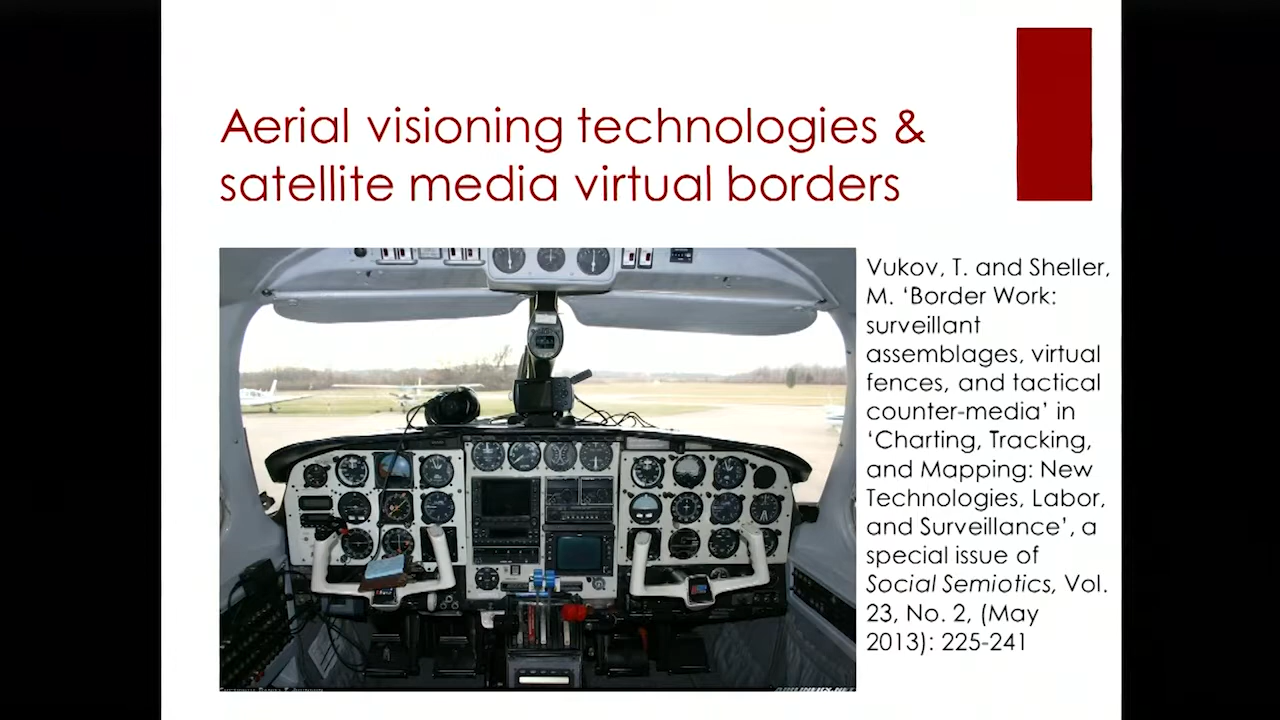 Aerial visioning technologies &
satellite media virtual borders
Vukov, T. and Sheller,
M. ‘Border Work:
surveillant
assemblages, virtual
fences, and tactical
counter-media’ in
‘Charting, Tracking,
and Mapping: New
Technologies, Labor,
and Surveillance’, a
special issue of
Social Semiotics, Vol.
23, No. 2, (May
2013): 225-241